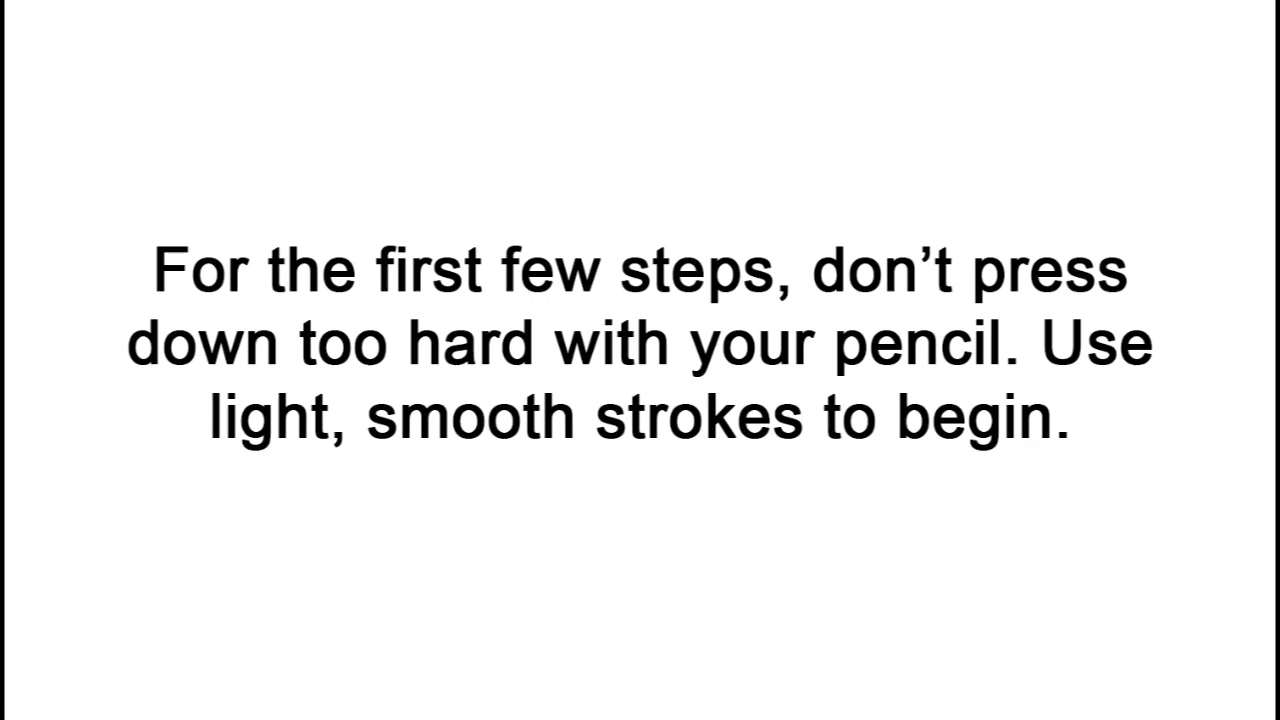 For the first few steps, don’t press
down too hard with your pencil. Use
light, smooth strokes to begin.